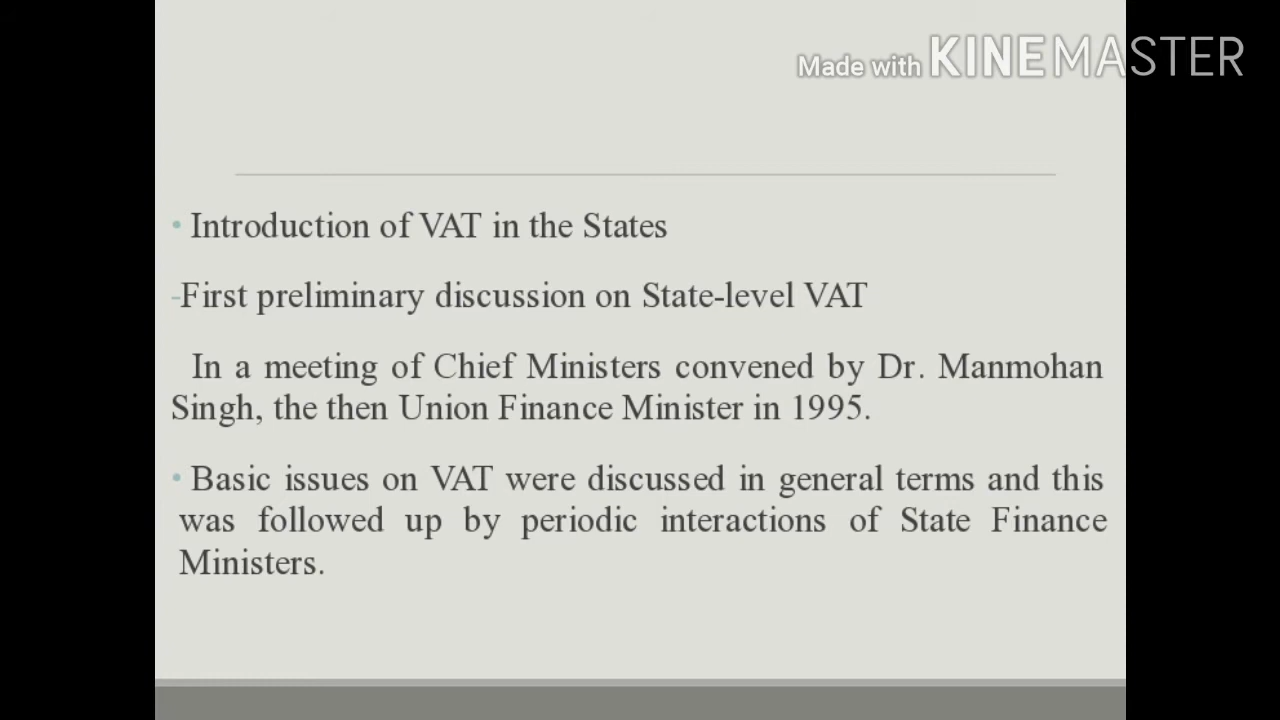 Made with KINEMASTER
• Introduction of VAT in the States
-First preliminary discussion on State-level VAT
In a meeting of Chief Ministers convened by Dr. Manmohan
Singh, the then Union Finance Minister in 1995.
• Basic issues on VAT were discussed in general terms and this
was followed up by periodic interactions of State Finance
Ministers.